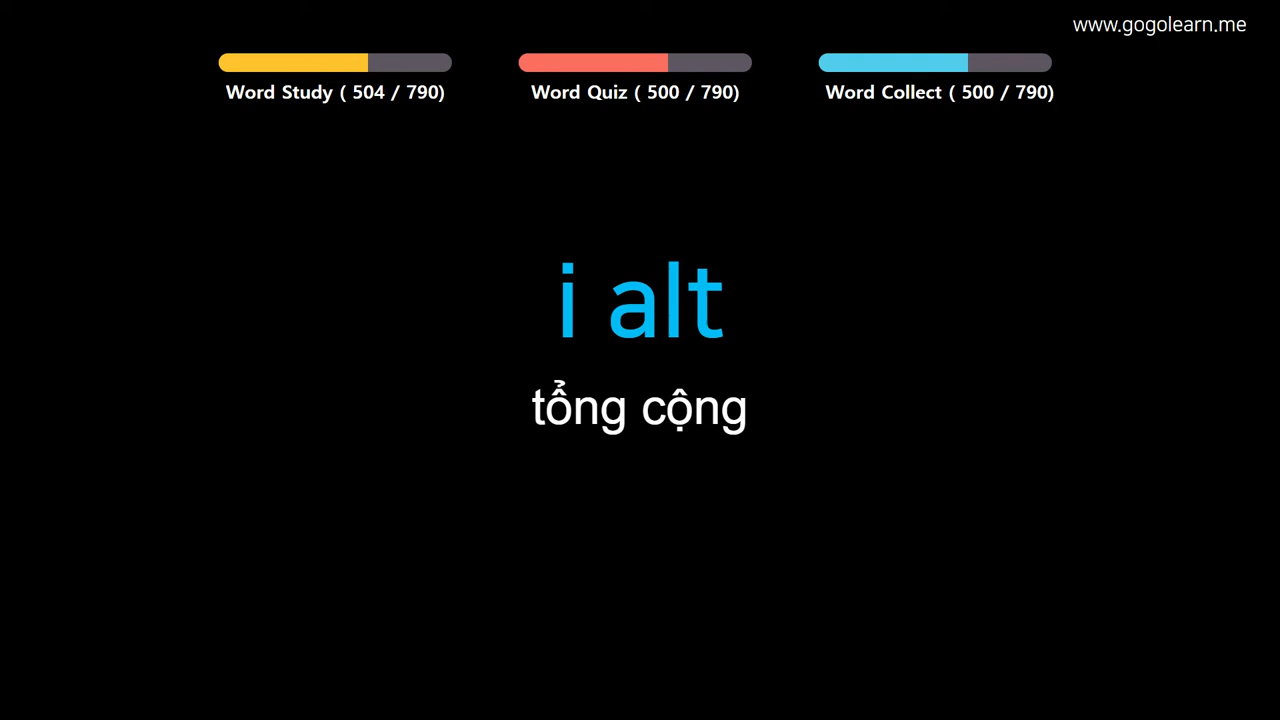 www.gogolearn.me
Word Study ( 504 / 790)
Word Quiz ( 500 / 790)
Word Collect ( 500 / 790)
i alt
tổng cộng